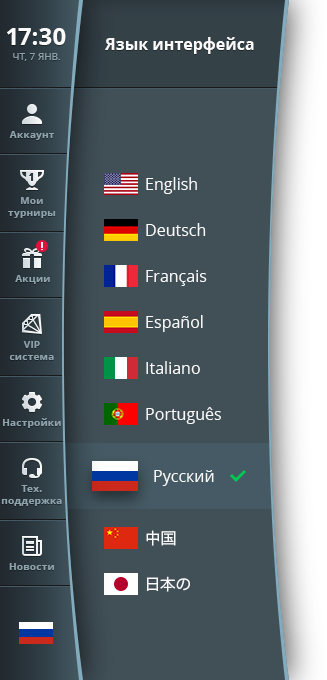 17:30
ЧТ, 7 ЯНВ.
Аккаунт
1
Мои
турниры
!
Акции
VIP
система
Настройки
Тех.
поддержка
Новости
Язык интерфейса
English
Deutsch
Français
Español
Italiano
Português
Русский
中国
日本の